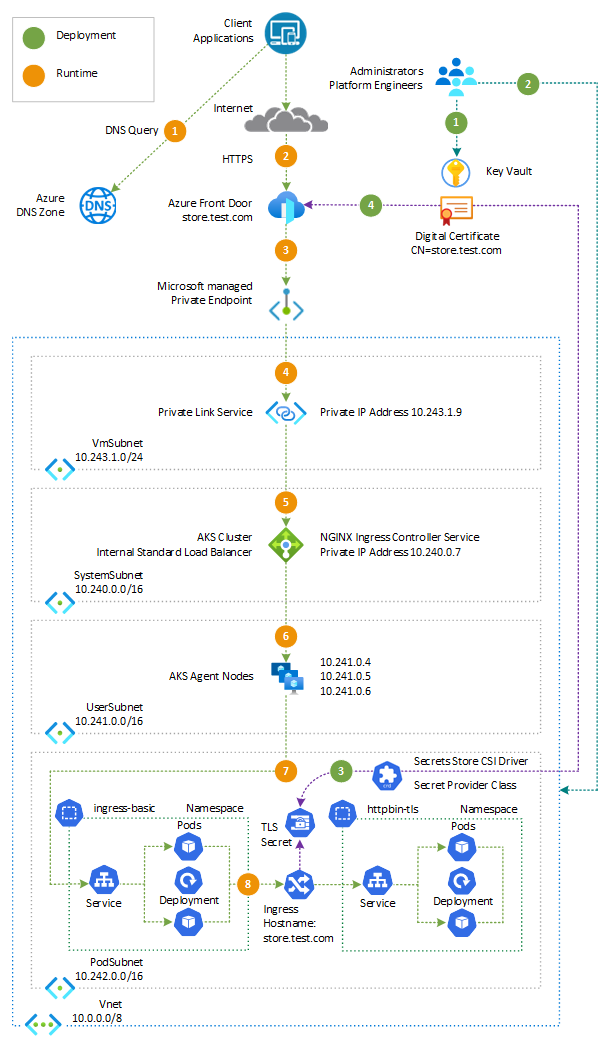 Deployment
Runtime
Client
Applications
Administrators
Platform Engineers
2
1
Internet
DNS Query
1
2
HTTPS
Key Vault
Azure
DNS Zone
DNS
Azure Front Door
store.test.com
4
Digital Certificate
CN=store.test.com
3
Microsoft managed
Private Endpoint
4
Private Link Service
Private IP Address 10.243.1.9
VmSubnet
10.243.1.0/24
5
AKS Cluster
Internal Standard Load Balancer
NGINX Ingress Controller Service
Private IP Address 10.240.0.7
SystemSubnet
10.240.0.0/16
6
AKS Agent Nodes
10.241.0.4
10.241.0.5
10.241.0.6
UserSubnet
10.241.0.0/16
7
3
Secrets Store CSI Driver
Secret Provider Class
crd
ingress-basic
Namespace
TLS
Secret
httpbin-tls
Namespace
Pods
Service
Deployment
8
Ingress
Hostname:
store.test.com
Pods
Service
Deployment
PodSubnet
10.242.0.0/16
Vnet
10.0.0.0/8